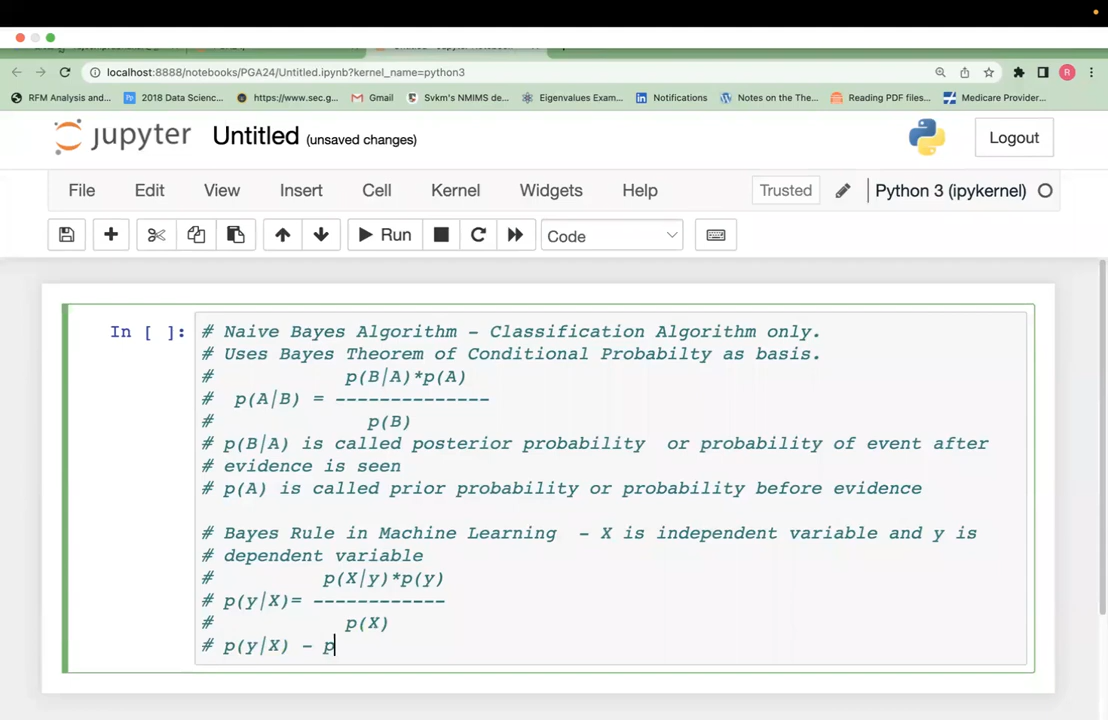 localhost:8888/notebooks/PGA24/Untitled.ipynb?kernel_name=python3
R
RFM Analysis and... 2018 Data Scienc... https://www.sec.g... Gmail Svkm's NMIMS de... Eigenvalues Exam... Notifications Notes on the The... Reading PDF files... Medicare Provider...
jupyter Untitled (unsaved changes) Logout
File Edit View Insert Cell Kernel Widgets Help Trusted Python 3 (ipykernel)
Run Code
In [ ]: # Naive Bayes Algorithm - Classification Algorithm only.
# Uses Bayes Theorem of Conditional Probabilty as basis.
# p(B|A)*p(A)
# p(A|B) = --------------
# p(B)
# p(B|A) is called posterior probability or probability of event after
# evidence is seen
# p(A) is called prior probability or probability before evidence
# Bayes Rule in Machine Learning - X is independent variable and y is
# dependent variable
# p(X|y)*p(y)
# p(y|X)= ------------
# p(X)
# p(y|X) - p